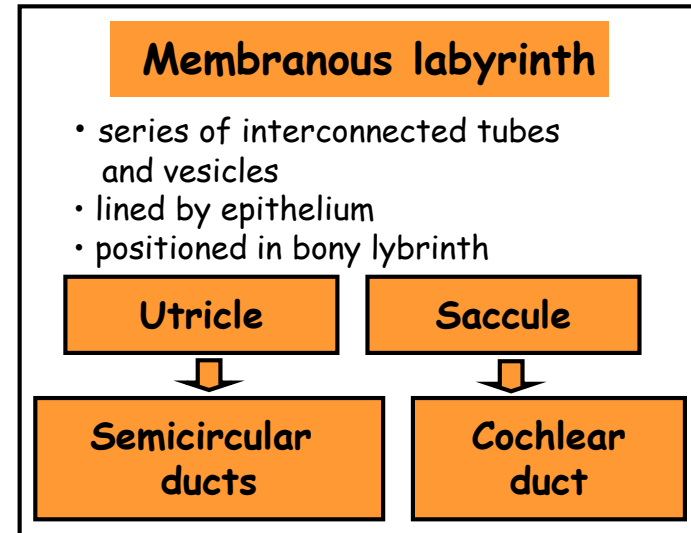 Membranous labyrinth
• series of interconnected tubes
and vesicles
• lined by epithelium
• positioned in bony lybrinth
Utricle
Saccule
Semicircular
ducts
Cochlear
duct